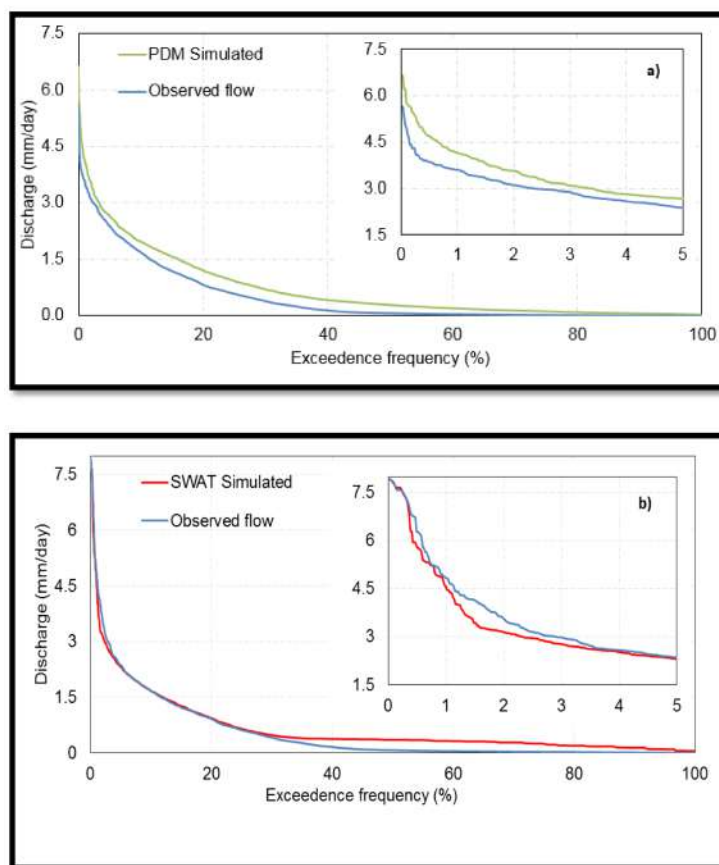 7.5
6.0
4.5
3.0
1.5
0.0
Discharge (mm/day)
PDM Simulated
Observed flow
a)
7.5
6.0
4.5
3.0
1.5
0 1 2 3 4 5
0 20 40 60 80 100
Exceedence frequency (%)
7.5
6
4.5
3
1.5
0
Discharge (mm/day)
SWAT Simulated
Observed flow
b)
7.5
6
4.5
3
1.5
0 1 2 3 4 5
0 20 40 60 80 100
Exceedence frequency (%)